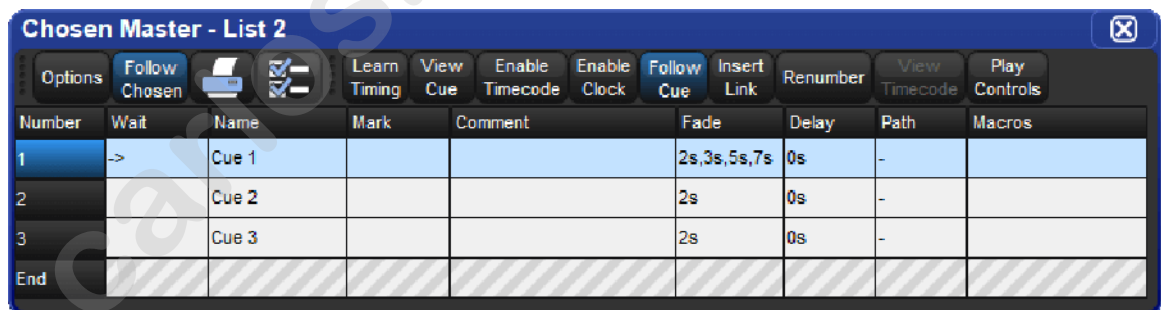 Chosen Master - List 2
Options Follow Chosen Learn Timing View Cue Enable Timecode Enable Clock Follow Cue Insert Link Renumber View Timecode Play Controls
Number Wait Name Mark Comment Fade Delay Path Macros
1 -> Cue 1 2s,3s,5s,7s 0s -
2 Cue 2 2s 0s -
3 Cue 3 2s 0s -
End
carlos